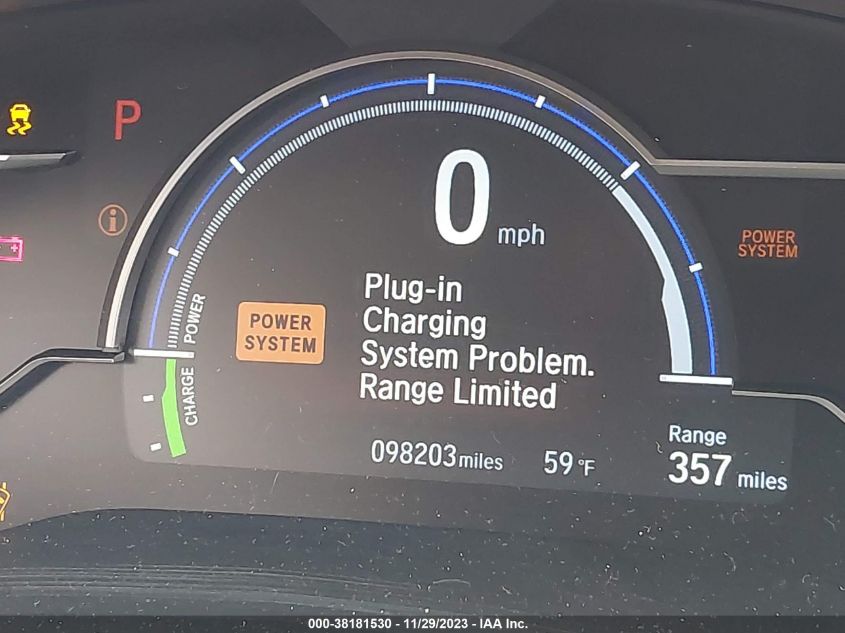 P
0 mph
i
POWER
SYSTEM
POWER
CHARGE
POWER
SYSTEM
Plug-in
Charging
System Problem.
Range Limited
098203 miles
59 °F
Range
357 miles
000-38181530 - 11/29/2023 - IAA Inc.